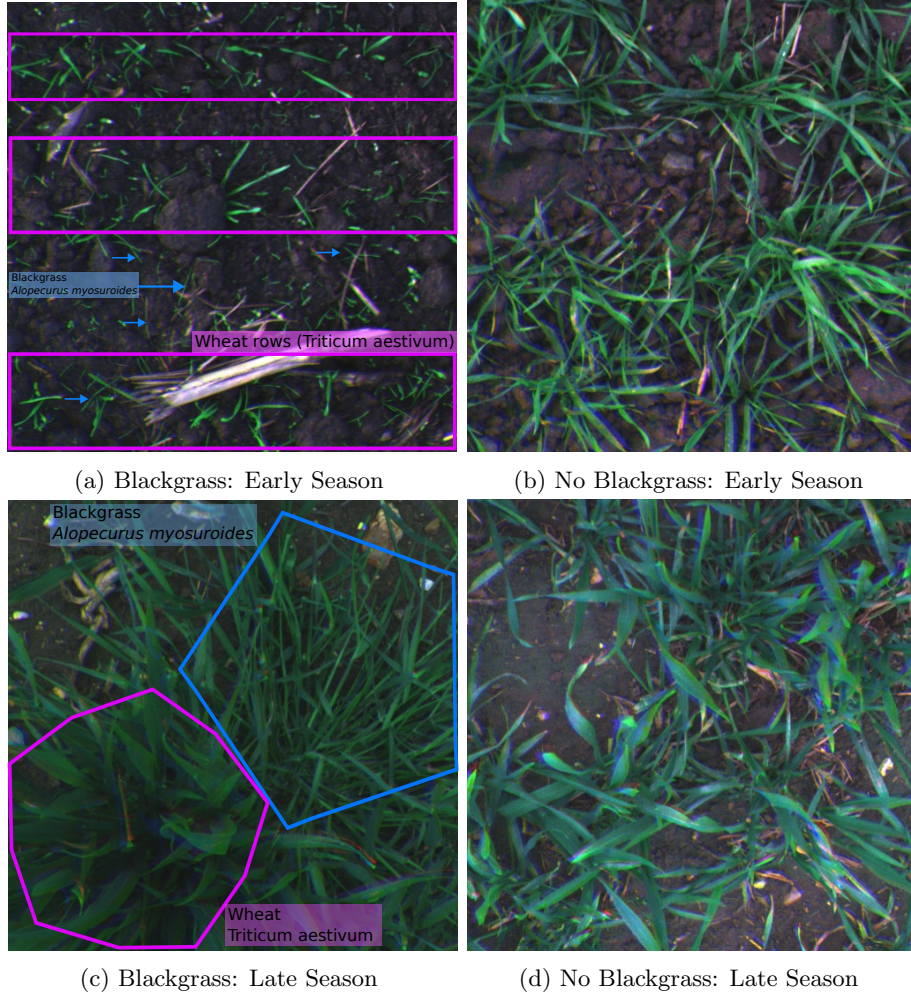 Blackgrass
Alopecurus myosuroides
Wheat rows (Triticum aestivum)
(a) Blackgrass: Early Season
(b) No Blackgrass: Early Season
Blackgrass
Alopecurus myosuroides
Wheat
Triticum aestivum
(c) Blackgrass: Late Season
(d) No Blackgrass: Late Season